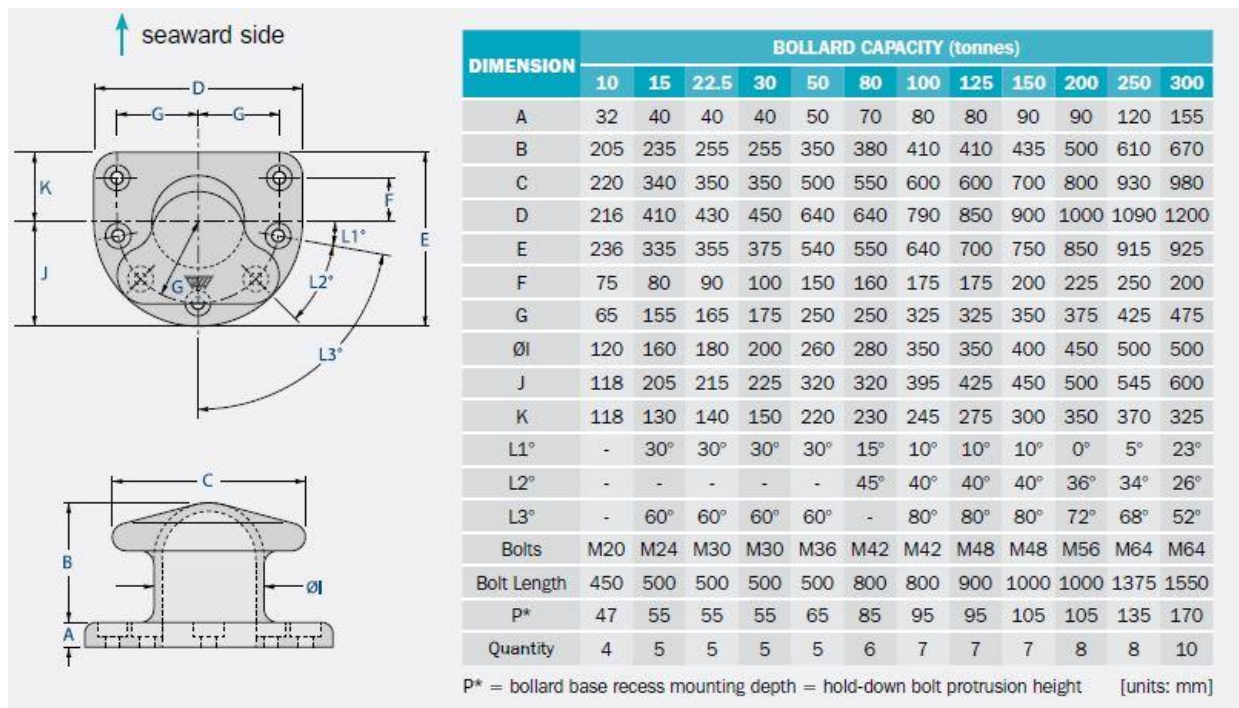 seaward side
D
G G
K
F
L1°
E
J
G
L2°
L3°
C
B
ØI
A
DIMENSION BOLLARD CAPACITY (tonnes)
10 15 22.5 30 50 80 100 125 150 200 250 300
A 32 40 40 40 50 70 80 80 90 90 120 155
B 205 235 255 255 350 380 410 410 435 500 610 670
C 220 340 350 350 500 550 600 600 700 800 930 980
D 216 410 430 450 640 640 790 850 900 1000 1090 1200
E 236 335 355 375 540 550 640 700 750 850 915 925
F 75 80 90 100 150 160 175 175 200 225 250 200
G 65 155 165 175 250 250 325 325 350 375 425 475
ØI 120 160 180 200 260 280 350 350 400 450 500 500
J 118 205 215 225 320 320 395 425 450 500 545 600
K 118 130 140 150 220 230 245 275 300 350 370 325
L1° - 30° 30° 30° 30° 15° 10° 10° 10° 0° 5° 23°
L2° - - - - - 45° 40° 40° 40° 36° 34° 26°
L3° - 60° 60° 60° 60° - 80° 80° 80° 72° 68° 52°
Bolts M20 M24 M30 M30 M36 M42 M42 M48 M48 M56 M64 M64
Bolt Length 450 500 500 500 500 800 800 900 1000 1000 1375 1550
P* 47 55 55 55 65 85 95 95 105 105 135 170
Quantity 4 5 5 5 5 6 7 7 7 8 8 10
P* = bollard base recess mounting depth = hold-down bolt protrusion height [units: mm]